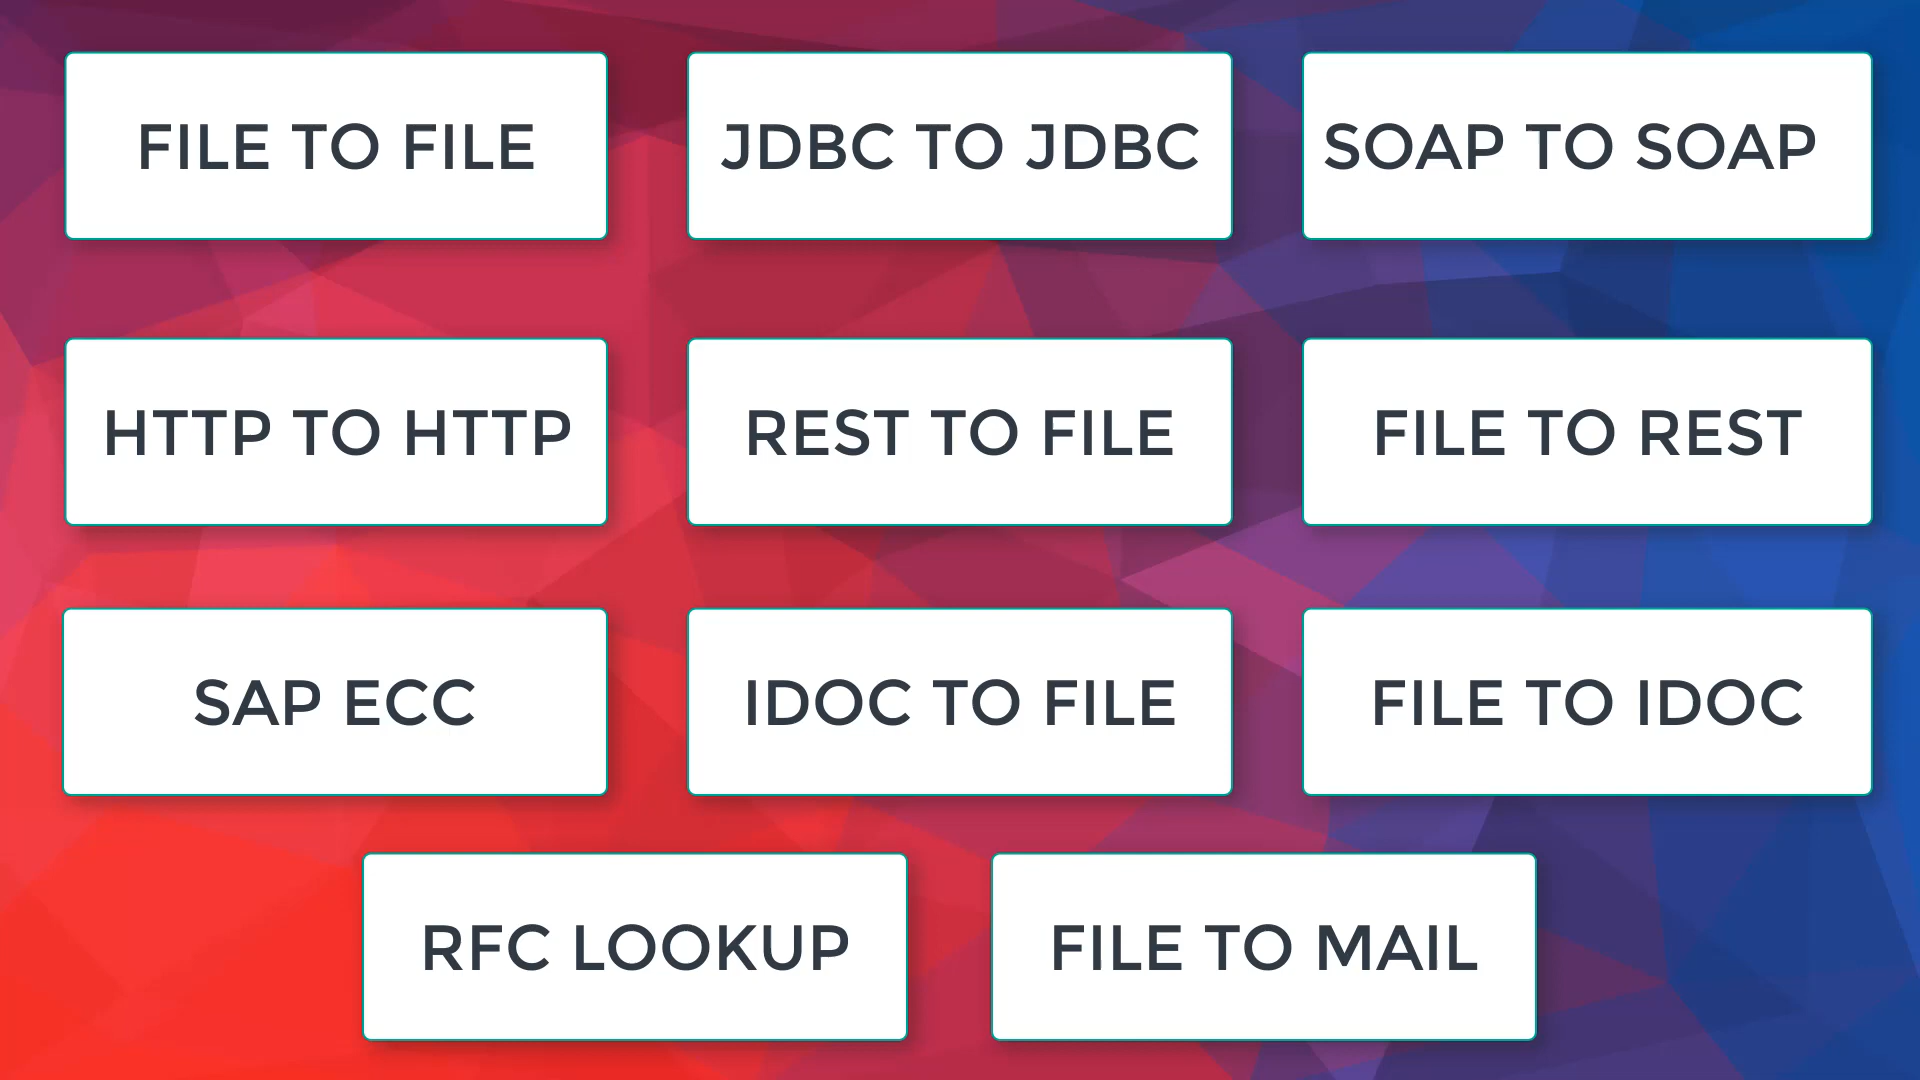 FILE TO FILE
JDBC TO JDBC
SOAP TO SOAP
HTTP TO HTTP
REST TO FILE
FILE TO REST
SAP ECC
IDOC TO FILE
FILE TO IDOC
RFC LOOKUP
FILE TO MAIL